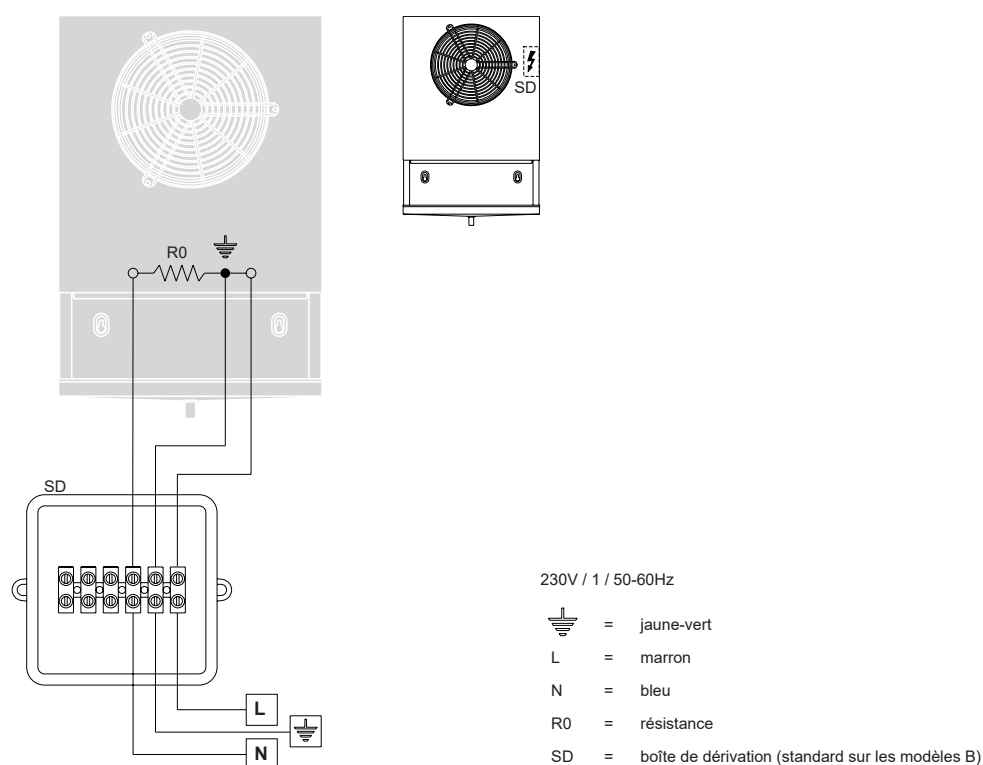 SD
R0
SD
L
N
230V / 1 / 50-60Hz
= jaune-vert
L = marron
N = bleu
R0 = résistance
SD = boîte de dérivation (standard sur les modèles B)